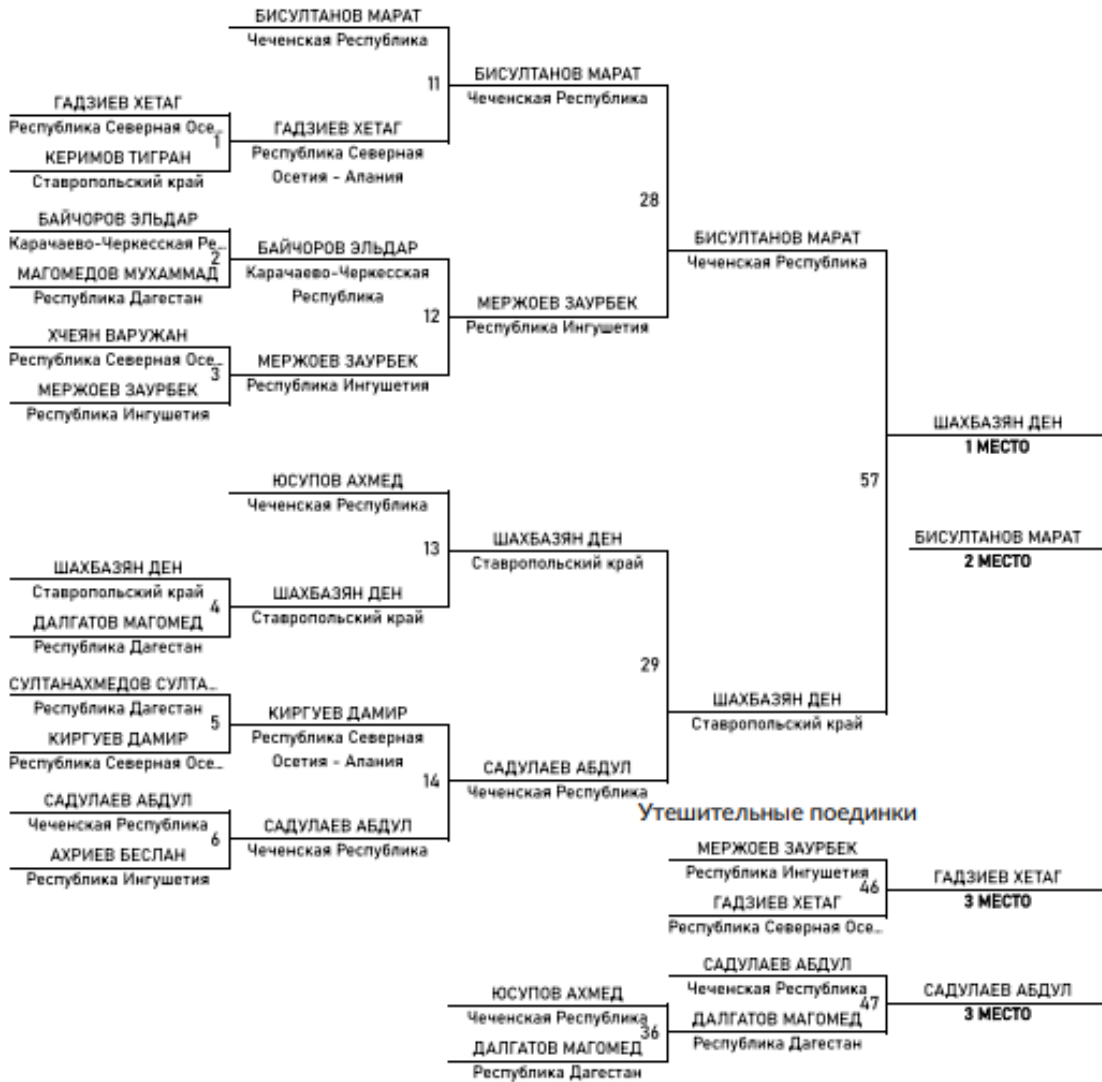 БИСУЛТАНОВ МАРАТ
Чеченская Республика
11
БИСУЛТАНОВ МАРАТ
Чеченская Республика
ГАДЗИЕВ ХЕТАГ
Республика Северная Осе...
1
КЕРИМОВ ТИГРАН
Ставропольский край
ГАДЗИЕВ ХЕТАГ
Республика Северная
Осетия - Алания
28
БАЙЧОРОВ ЭЛЬДАР
Карачаево-Черкесская Ре...
2
МАГОМЕДОВ МУХАММАД
Республика Дагестан
БАЙЧОРОВ ЭЛЬДАР
Карачаево-Черкесская
Республика
БИСУЛТАНОВ МАРАТ
Чеченская Республика
12
МЕРЖОЕВ ЗАУРБЕК
Республика Ингушетия
ХЧЕЯН ВАРУЖАН
Республика Северная Осе...
3
МЕРЖОЕВ ЗАУРБЕК
Республика Ингушетия
МЕРЖОЕВ ЗАУРБЕК
Республика Ингушетия
ШАХБАЗЯН ДЕН
1 МЕСТО
57
ЮСУПОВ АХМЕД
Чеченская Республика
13
ШАХБАЗЯН ДЕН
Ставропольский край
БИСУЛТАНОВ МАРАТ
2 МЕСТО
ШАХБАЗЯН ДЕН
Ставропольский край
4
ДАЛГАТОВ МАГОМЕД
Республика Дагестан
ШАХБАЗЯН ДЕН
Ставропольский край
29
СУЛТАНАХМЕДОВ СУЛТА...
Республика Дагестан
5
КИРГУЕВ ДАМИР
Республика Северная Осе...
КИРГУЕВ ДАМИР
Республика Северная
Осетия - Алания
ШАХБАЗЯН ДЕН
Ставропольский край
14
САДУЛАЕВ АБДУЛ
Чеченская Республика
САДУЛАЕВ АБДУЛ
Чеченская Республика
6
АХРИЕВ БЕСЛАН
Республика Ингушетия
САДУЛАЕВ АБДУЛ
Чеченская Республика
Утешительные поединки
МЕРЖОЕВ ЗАУРБЕК
Республика Ингушетия
46
ГАДЗИЕВ ХЕТАГ
Республика Северная Осе...
ГАДЗИЕВ ХЕТАГ
3 МЕСТО
ЮСУПОВ АХМЕД
Чеченская Республика
36
ДАЛГАТОВ МАГОМЕД
Республика Дагестан
САДУЛАЕВ АБДУЛ
Чеченская Республика
47
ДАЛГАТОВ МАГОМЕД
Республика Дагестан
САДУЛАЕВ АБДУЛ
3 МЕСТО